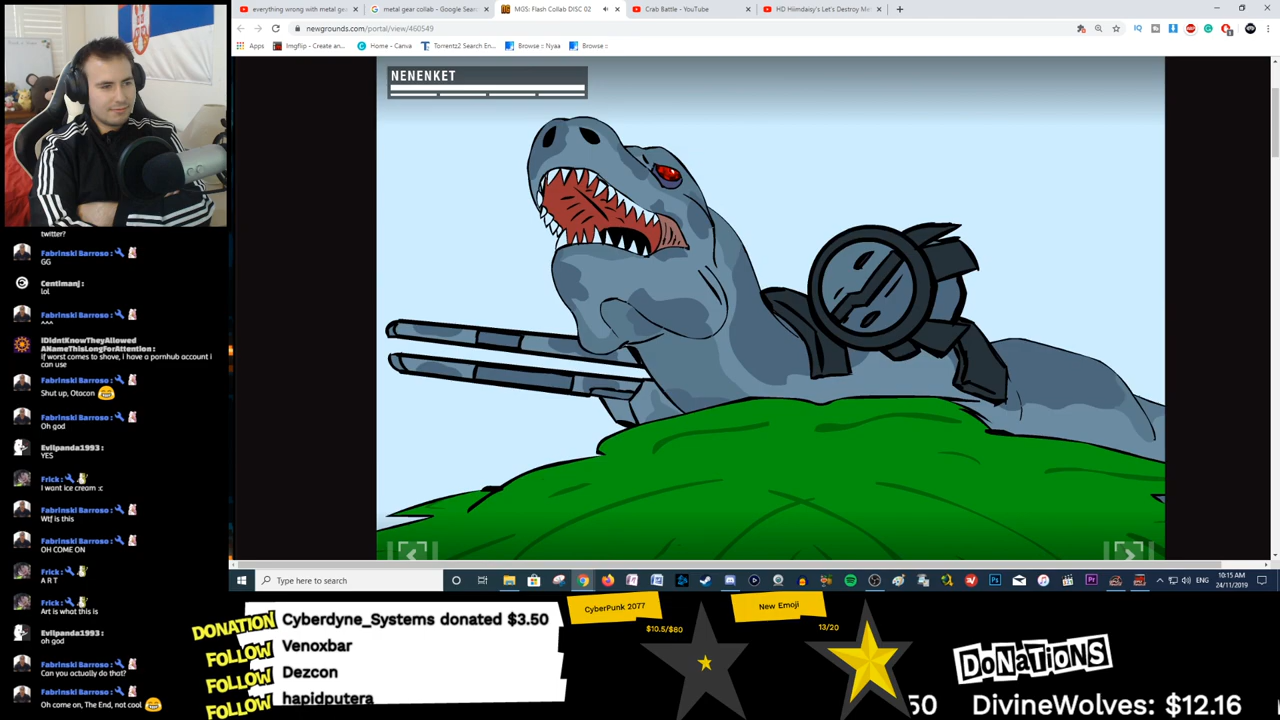 everything wrong with metal gea
metal gear collab - Google Sear
MGS: Flash Collab DISC 02
Crab Battle - YouTube
HD Hiimdaisy's Let's Destroy Me
newgrounds.com/portal/view/460549
Apps
Imgflip - Create an...
Home - Canva
Torrentz2 Search En...
Browse :: Nyaa
Browse ::
NENENKET
twitter?
Fabrinski Barroso :
GG
Centimanj :
lol
Fabrinski Barroso :
^^^
IDidntKnowTheyAllowed
ANameThisLongForAttention :
if worst comes to shove, i have a pornhub account i
can use
Fabrinski Barroso :
Shut up, Otacon 😂
Fabrinski Barroso :
Oh god
Evilpanda1993 :
YES
Frick :
I want ice cream :c
Fabrinski Barroso :
Wtf is this
Fabrinski Barroso :
OH COME ON
Frick :
A R T
Frick :
Art is what this is
Evilpanda1993 :
oh god
Fabrinski Barroso :
Can you actually do that?
Fabrinski Barroso :
Oh come on, The End, not cool 😂
Type here to search
ENG
10:15 AM
24/11/2019
DONATION Cyberdyne_Systems donated $3.50
FOLLOW Venoxbar
FOLLOW Dezcon
FOLLOW hapidputera
CyberPunk 2077
$10.5/$80
New Emoji
13/20
DONATIONS
50 DivineWolves: $12.16